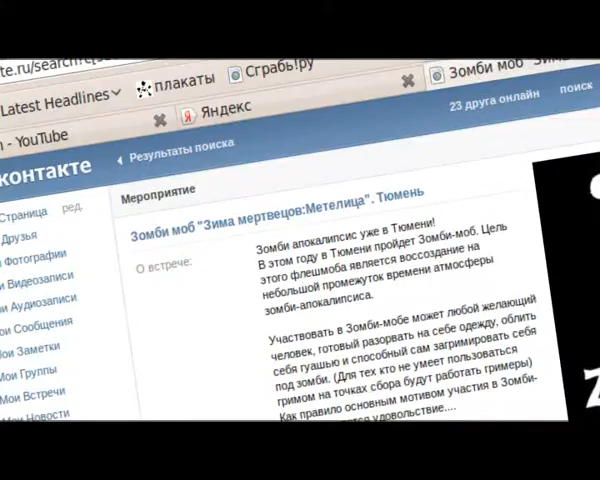 te.ru/search?c[s
Latest Headlines
плакаты
Сграбь!ру
Зомби моб "Зима
- YouTube
Яндекс
контакте
Результаты поиска
23 друга онлайн
поиск
Страница ред.
Друзья
Фотографии
Видеозаписи
Аудиозаписи
Сообщения
Мои Заметки
Мои Группы
Мои Встречи
Мои Новости
Мероприятие
Зомби моб "Зима мертвецов:Метелица". Тюмень
О встрече:
Зомби апокалипсис уже в Тюмени!
В этом году в Тюмени пройдет Зомби-моб. Цель
этого флешмоба является воссоздание на
небольшой промежуток времени атмосферы
зомби-апокалипсиса.
Участвовать в Зомби-мобе может любой желающий
человек, готовый разорвать на себе одежду, облить
себя гуашью и способный сам загримировать себя
под зомби. (Для тех кто не умеет пользоваться
гримом на точках сбора будут работать гримеры)
Как правило основным мотивом участия в Зомби-
удовольствие....